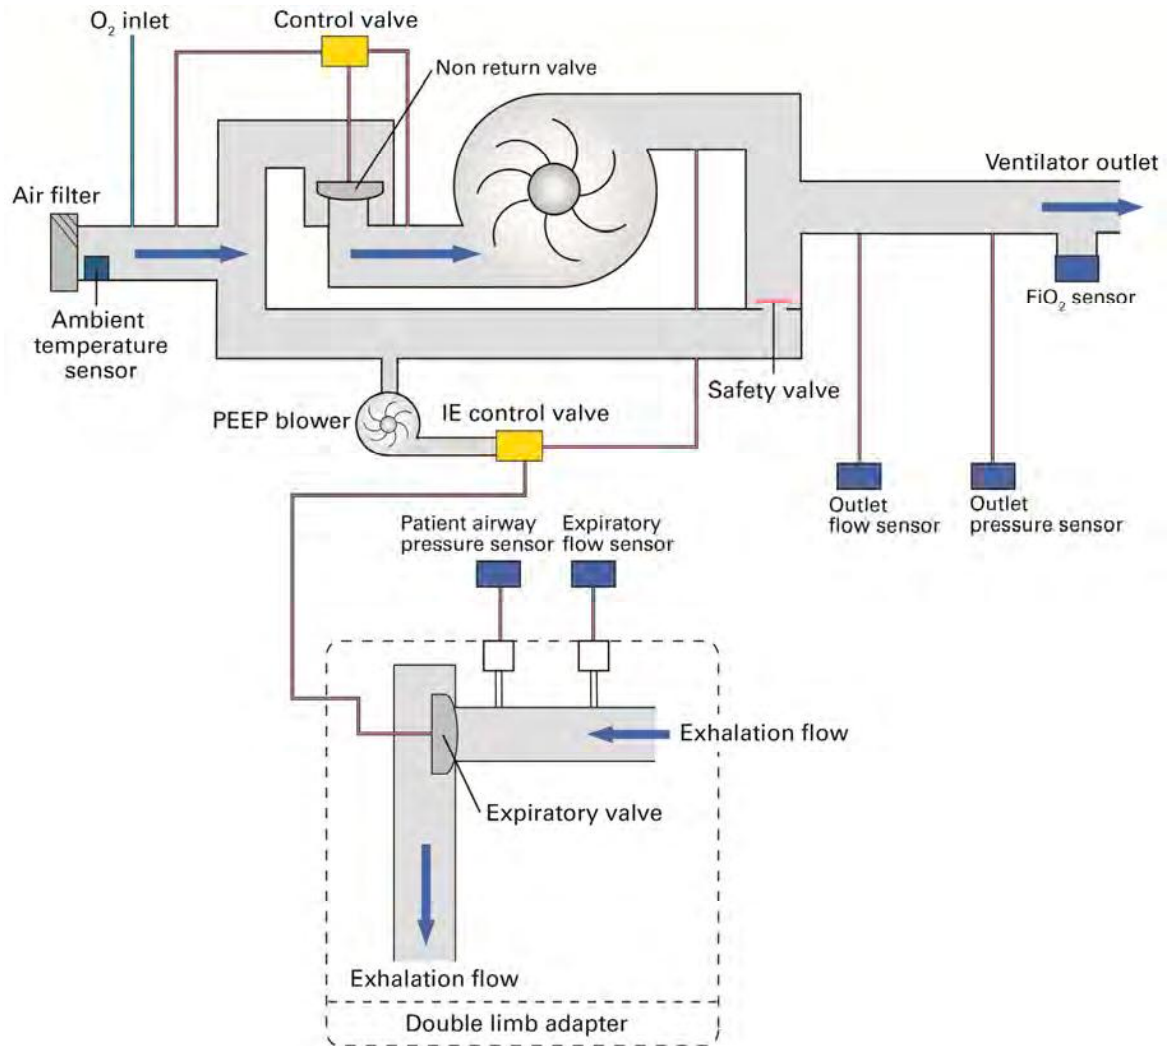 O₂ inlet
Control valve
Non return valve
Air filter
Ventilator outlet
Ambient
temperature
sensor
FiO₂ sensor
Safety valve
PEEP blower
IE control valve
Outlet
flow sensor
Outlet
pressure sensor
Patient airway
pressure sensor
Expiratory
flow sensor
Exhalation flow
Expiratory valve
Exhalation flow
Double limb adapter